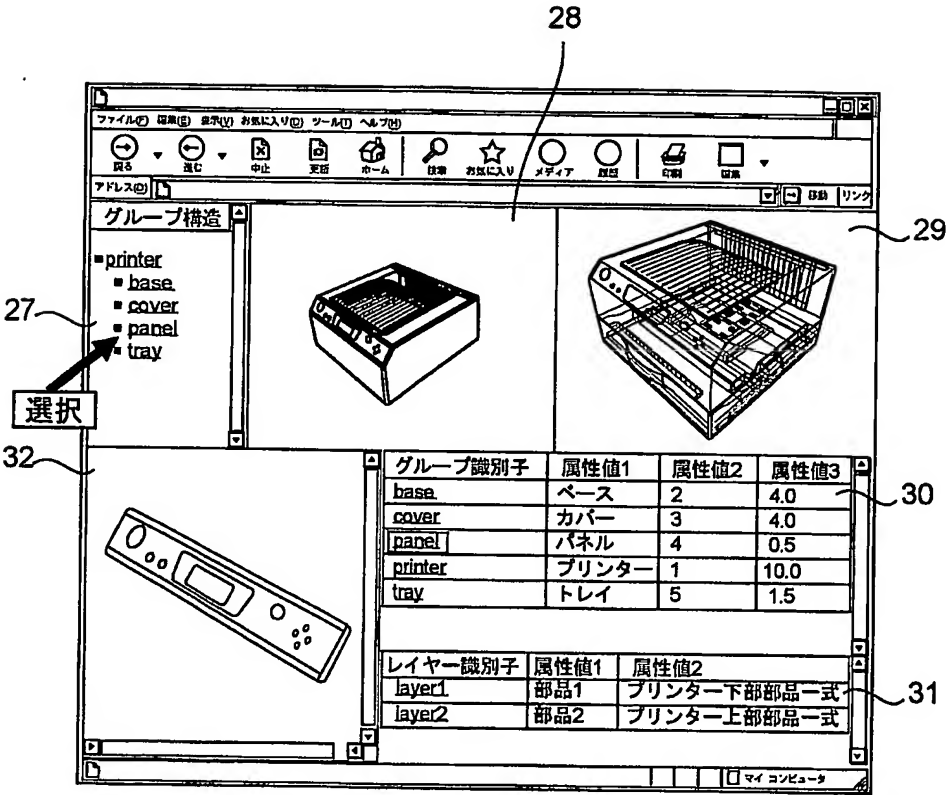 28
ファイル(F) 編集(E) 表示(V) お気に入り(D) ツール(T) ヘルプ(H)
戻る 進む 中止 更新 ホーム 検索 お気に入り メディア 履歴 印刷 編集
アドレス(D) 移動 リンク
グループ構造
29
printer
base
cover
27
panel
tray
選択
32
グループ識別子 属性値1 属性値2 属性値3
base ベース 2 4.0
30
cover カバー 3 4.0
panel パネル 4 0.5
printer プリンター 1 10.0
tray トレイ 5 1.5
レイヤー識別子 属性値1 属性値2
layer1 部品1 プリンター下部部品一式
31
layer2 部品2 プリンター上部部品一式
マイ コンピュータ